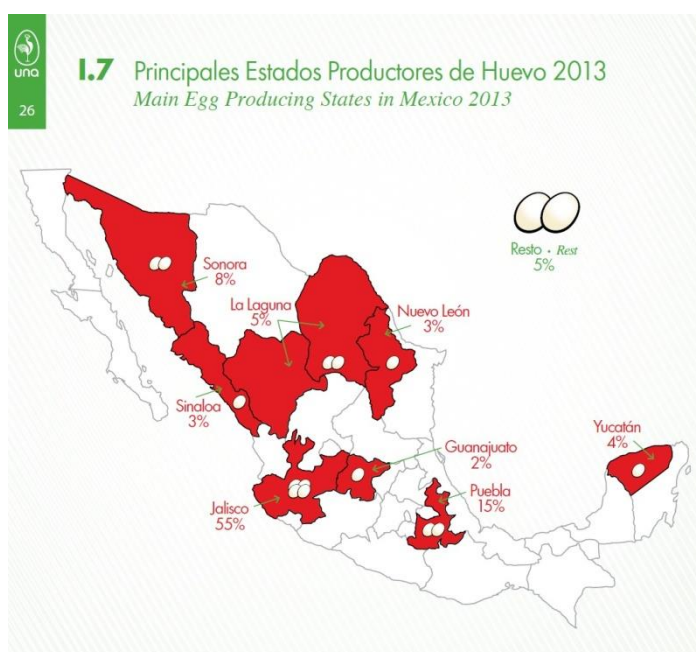 una
26
I.7 Principales Estados Productores de Huevo 2013
Main Egg Producing States in Mexico 2013
Resto · Rest
5%
Sonora
8%
La Laguna
5%
Nuevo León
3%
Sinaloa
3%
Guanajuato
2%
Yucatán
4%
Jalisco
55%
Puebla
15%